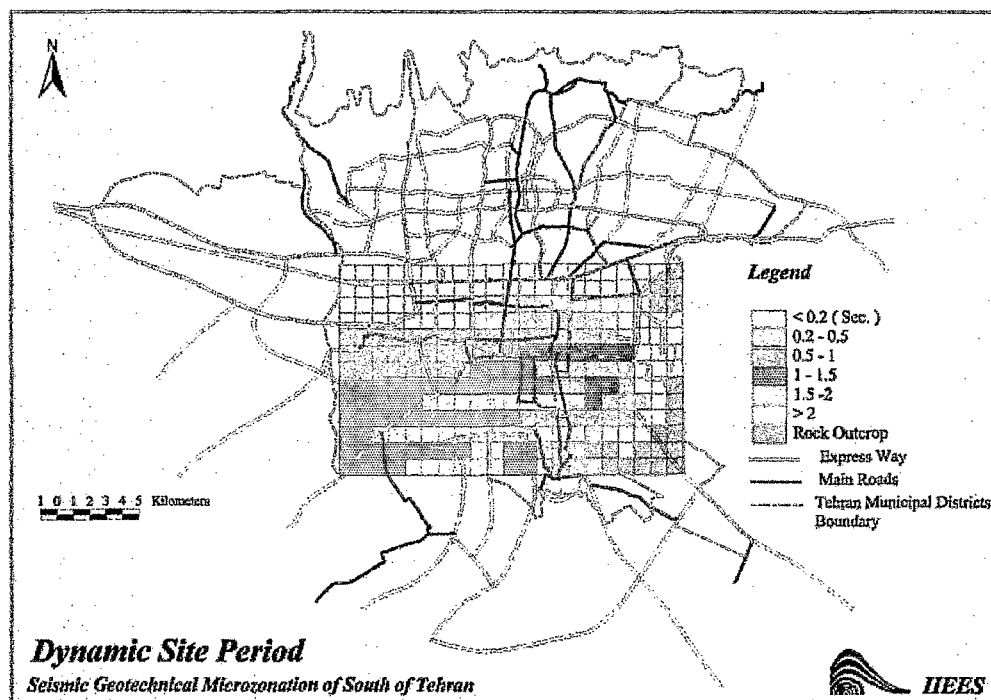 N
Legend
< 0.2 ( Sec. )
0.2 - 0.5
0.5 - 1
1 - 1.5
1.5 -2
> 2
Rock Outcrop
Express Way
Main Roads
Tehran Municipal Districts
Boundary
1 0 1 2 3 4 5 Kilometers
Dynamic Site Period
Seismic Geotechnical Microzonation of South of Tehran
IIEES